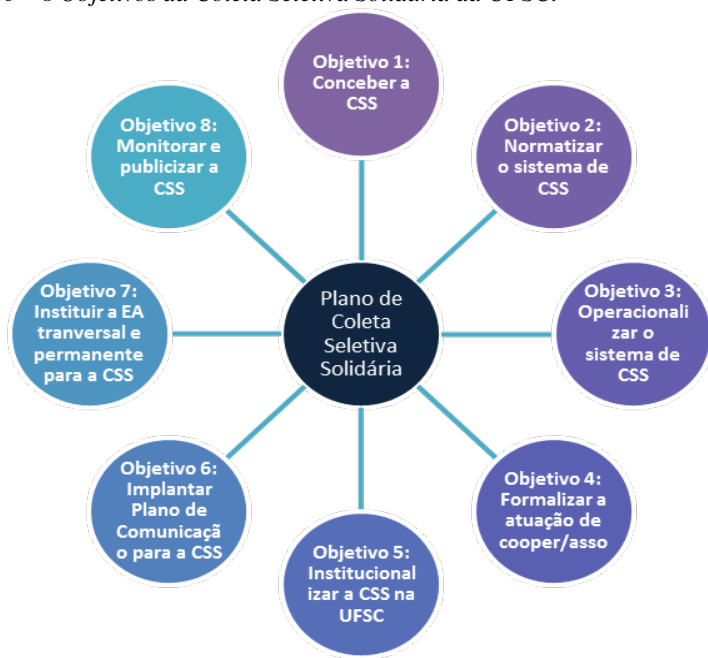 o Objetivos da Coleta Seletiva Solidária da UFSC.
Objetivo 1:
Conceber a
CSS
Objetivo 2:
Normatizar
o sistema de
CSS
Objetivo 3:
Operacionali
zar o
sistema de
CSS
Objetivo 4:
Formalizar a
atuação de
cooper/asso
Objetivo 5:
Institucional
izar a CSS na
UFSC
Objetivo 6:
Implantar
Plano de
Comunicaçã
o para a CSS
Objetivo 7:
Instituir a EA
tranversal e
permanente
para a CSS
Objetivo 8:
Monitorar e
publicizar a
CSS
Plano de
Coleta
Seletiva
Solidária